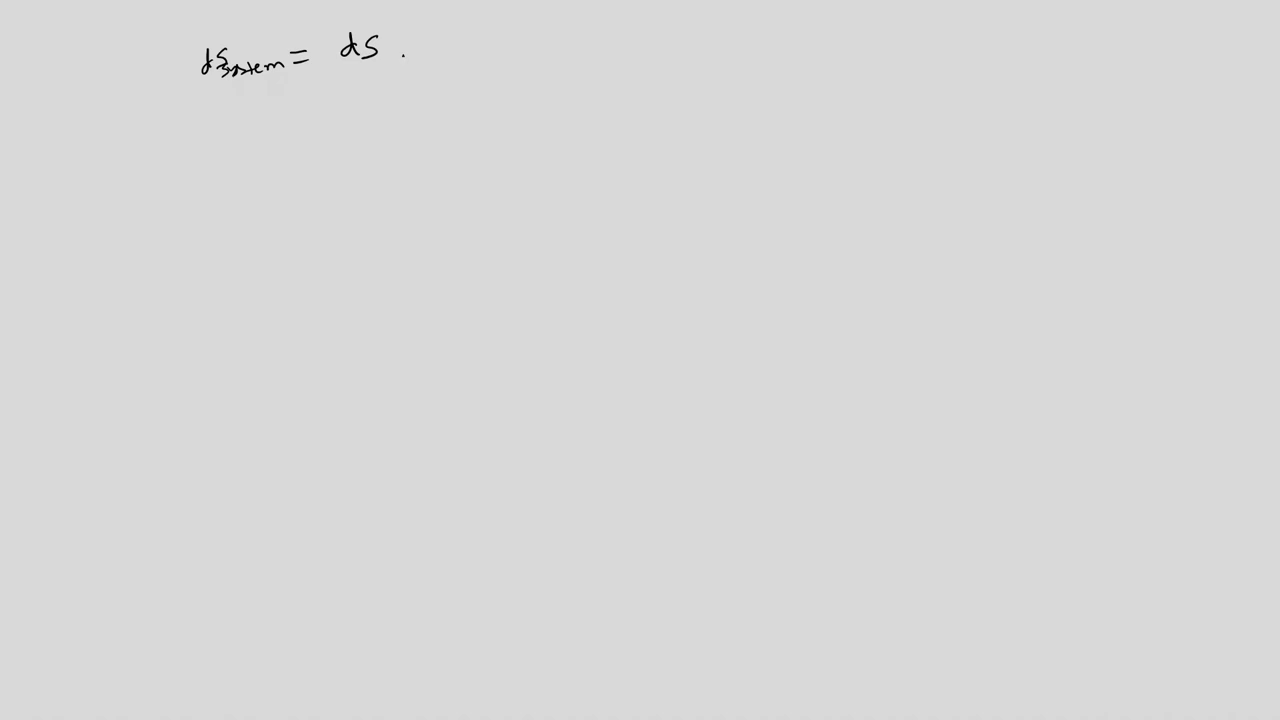 dS_system = dS .